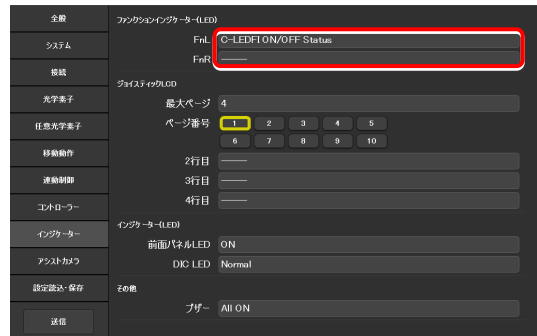 全般
システム
接続
光学素子
任意光学素子
移動動作
連動制御
コントローラー
インジケーター
アシストカメラ
設定読込・保存
送信
ファンクションインジケーター(LED)
FnL C-LEDFI ON/OFF Status
FnR ―――
ジョイスティックLCD
最大ページ 4
ページ番号 1 2 3 4 5
6 7 8 9 10
2行目 ―――
3行目 ―――
4行目 ―――
インジケーター(LED)
前面パネルLED ON
DIC LED Normal
その他
ブザー All ON